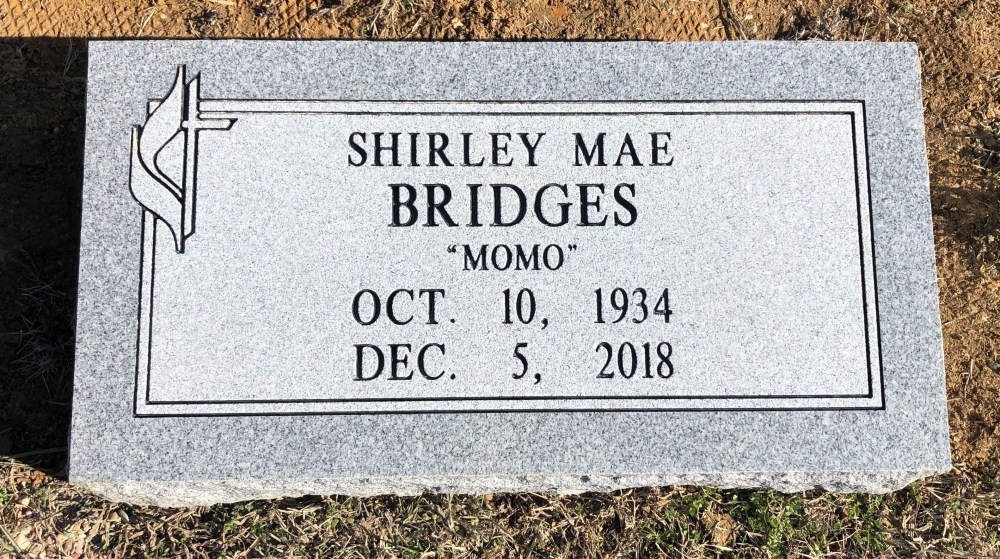 SHIRLEY MAE
BRIDGES
“MOMO”
OCT. 10, 1934
DEC. 5, 2018